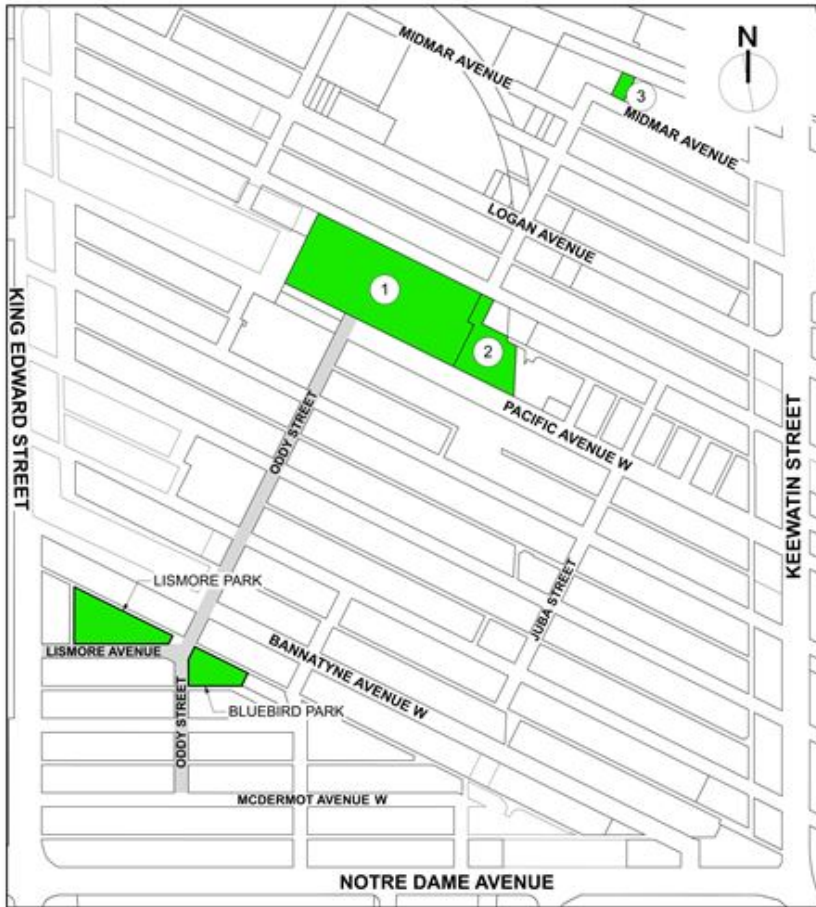 MIDMAR AVENUE
N
3
MIDMAR AVENUE
LOGAN AVENUE
1
2
KING EDWARD STREET
ODDY STREET
PACIFIC AVENUE W
KEEWATIN STREET
LISMORE PARK
JUBA STREET
LISMORE AVENUE
BANNATYNE AVENUE W
ODDY STREET
BLUEBIRD PARK
MCDERMOT AVENUE W
NOTRE DAME AVENUE